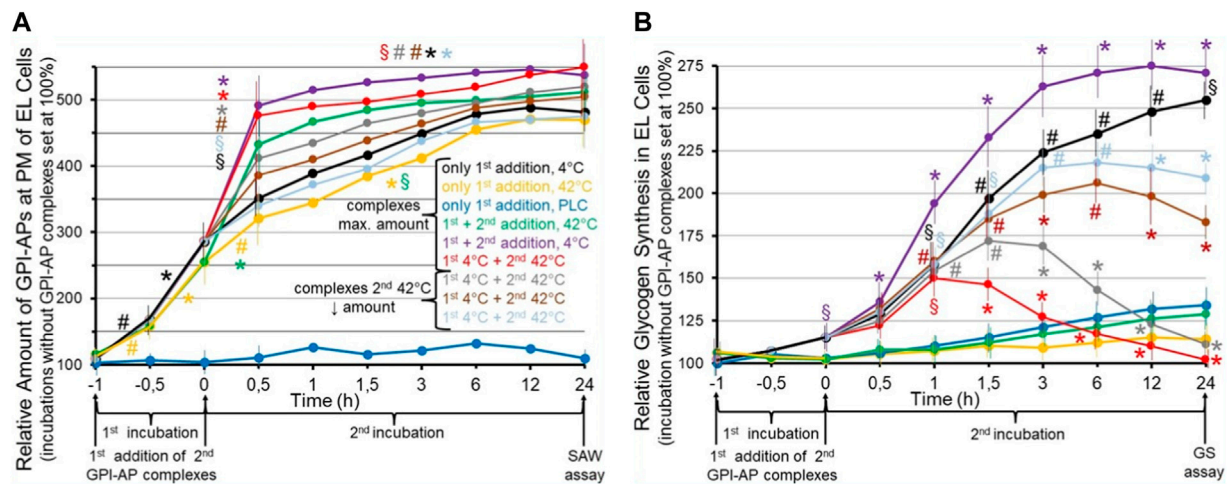 A
Relative Amount of GPI-APs at PM of EL Cells
(incubations without GPI-AP complexes set at 100%)
500
400
300
200
100
§ # # * *
*
*
*
#
§
§
#
#
*
*
#
*
* §
only 1st addition, 4°C
only 1st addition, 42°C
complexes
max. amount
only 1st addition, PLC
1st + 2nd addition, 42°C
1st + 2nd addition, 4°C
1st 4°C + 2nd 42°C
complexes 2nd 42°C
↓ amount
1st 4°C + 2nd 42°C
1st 4°C + 2nd 42°C
1st 4°C + 2nd 42°C
-1 -0,5 0 0,5 1 1,5 3 6 12 24
Time (h)
1st incubation
2nd incubation
1st addition of 2nd
GPI-AP complexes
SAW
assay
B
Relative Glycogen Synthesis in EL Cells
(incubation without GPI-AP complexes set at 100%)
275
250
225
200
175
150
125
100
* * * *
*
*
*
§
# # # # §
§ # # * *
§ §
# # * # * *
# # * * * *
§ * * * * *
-1 -0,5 0 0,5 1 1,5 3 6 12 24
Time (h)
1st incubation
2nd incubation
1st addition of 2nd
GPI-AP complexes
GS
assay